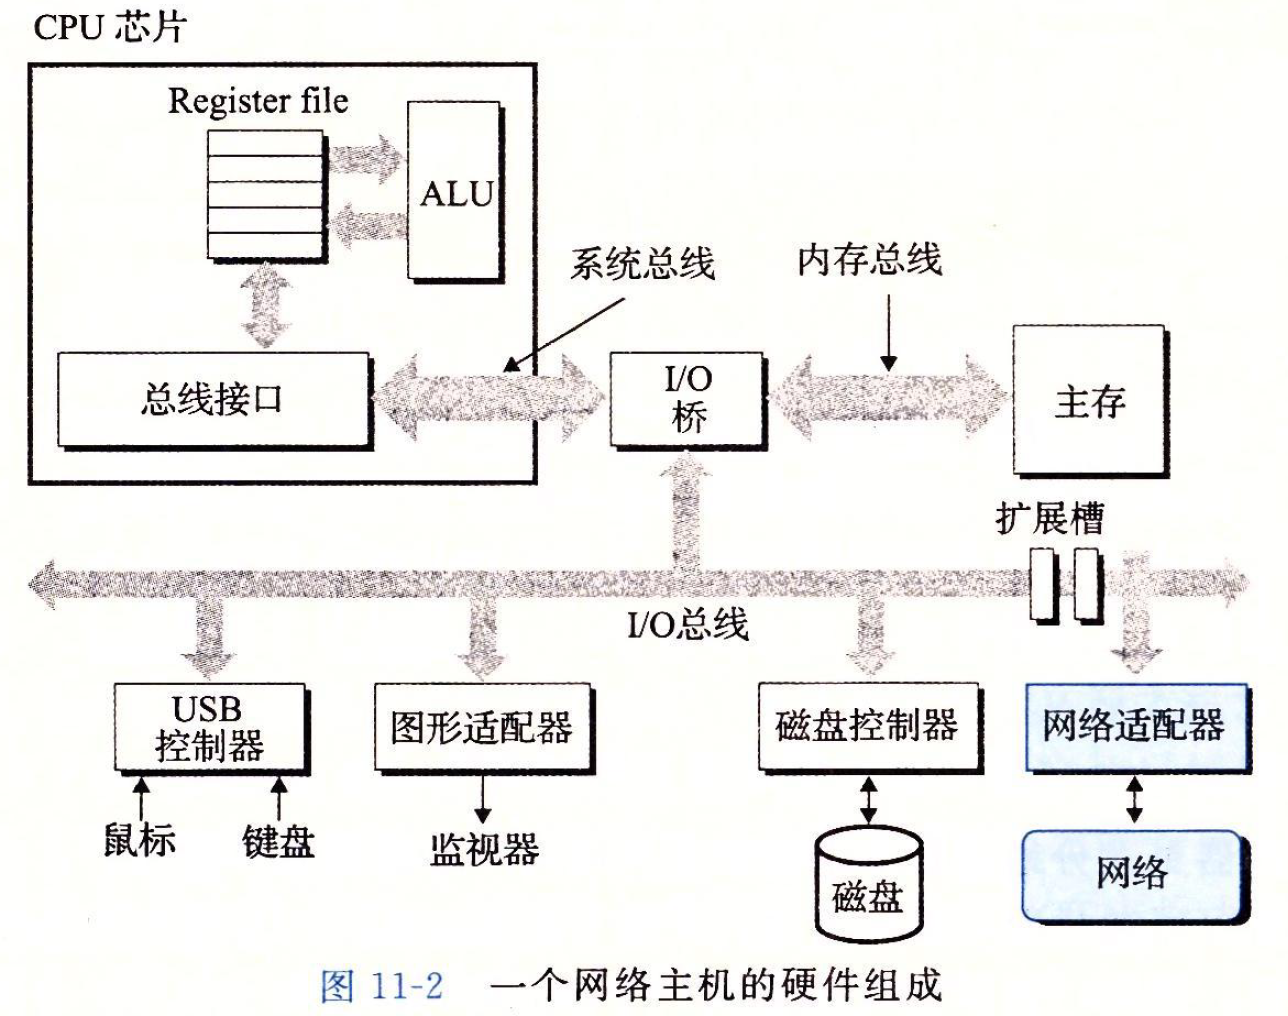 CPU 芯片
Register file
ALU
系统总线
内存总线
总线接口
I/O
桥
主存
扩展槽
I/O总线
USB
控制器
图形适配器
磁盘控制器
网络适配器
鼠标
键盘
监视器
磁盘
网络
图 11-2 一个网络主机的硬件组成